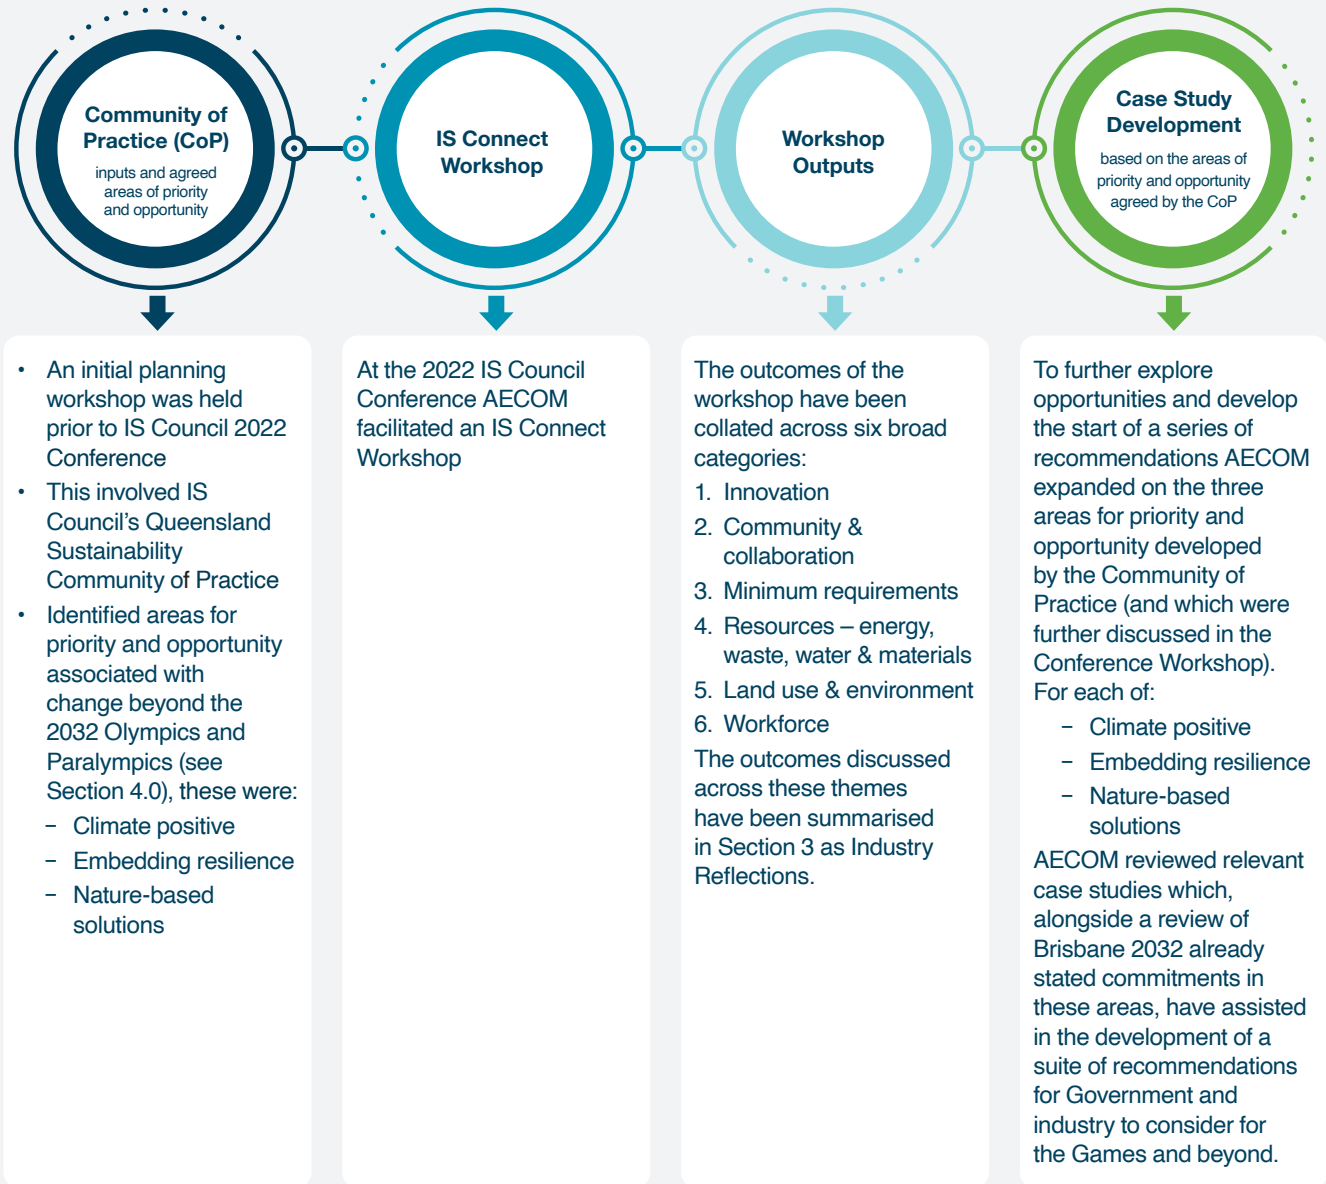 Community of
Practice (CoP)
inputs and agreed
areas of priority
and opportunity
IS Connect
Workshop
Workshop
Outputs
Case Study
Development
based on the areas of
priority and opportunity
agreed by the CoP
• An initial planning
workshop was held
prior to IS Council 2022
Conference
• This involved IS
Council’s Queensland
Sustainability
Community of Practice
• Identified areas for
priority and opportunity
associated with
change beyond the
2032 Olympics and
Paralympics (see
Section 4.0), these were:
– Climate positive
– Embedding resilience
– Nature-based
solutions
At the 2022 IS Council
Conference AECOM
facilitated an IS Connect
Workshop
The outcomes of the
workshop have been
collated across six broad
categories:
1. Innovation
2. Community &
collaboration
3. Minimum requirements
4. Resources – energy,
waste, water & materials
5. Land use & environment
6. Workforce
The outcomes discussed
across these themes
have been summarised
in Section 3 as Industry
Reflections.
To further explore
opportunities and develop
the start of a series of
recommendations AECOM
expanded on the three
areas for priority and
opportunity developed
by the Community of
Practice (and which were
further discussed in the
Conference Workshop).
For each of:
– Climate positive
– Embedding resilience
– Nature-based
solutions
AECOM reviewed relevant
case studies which,
alongside a review of
Brisbane 2032 already
stated commitments in
these areas, have assisted
in the development of a
suite of recommendations
for Government and
industry to consider for
the Games and beyond.